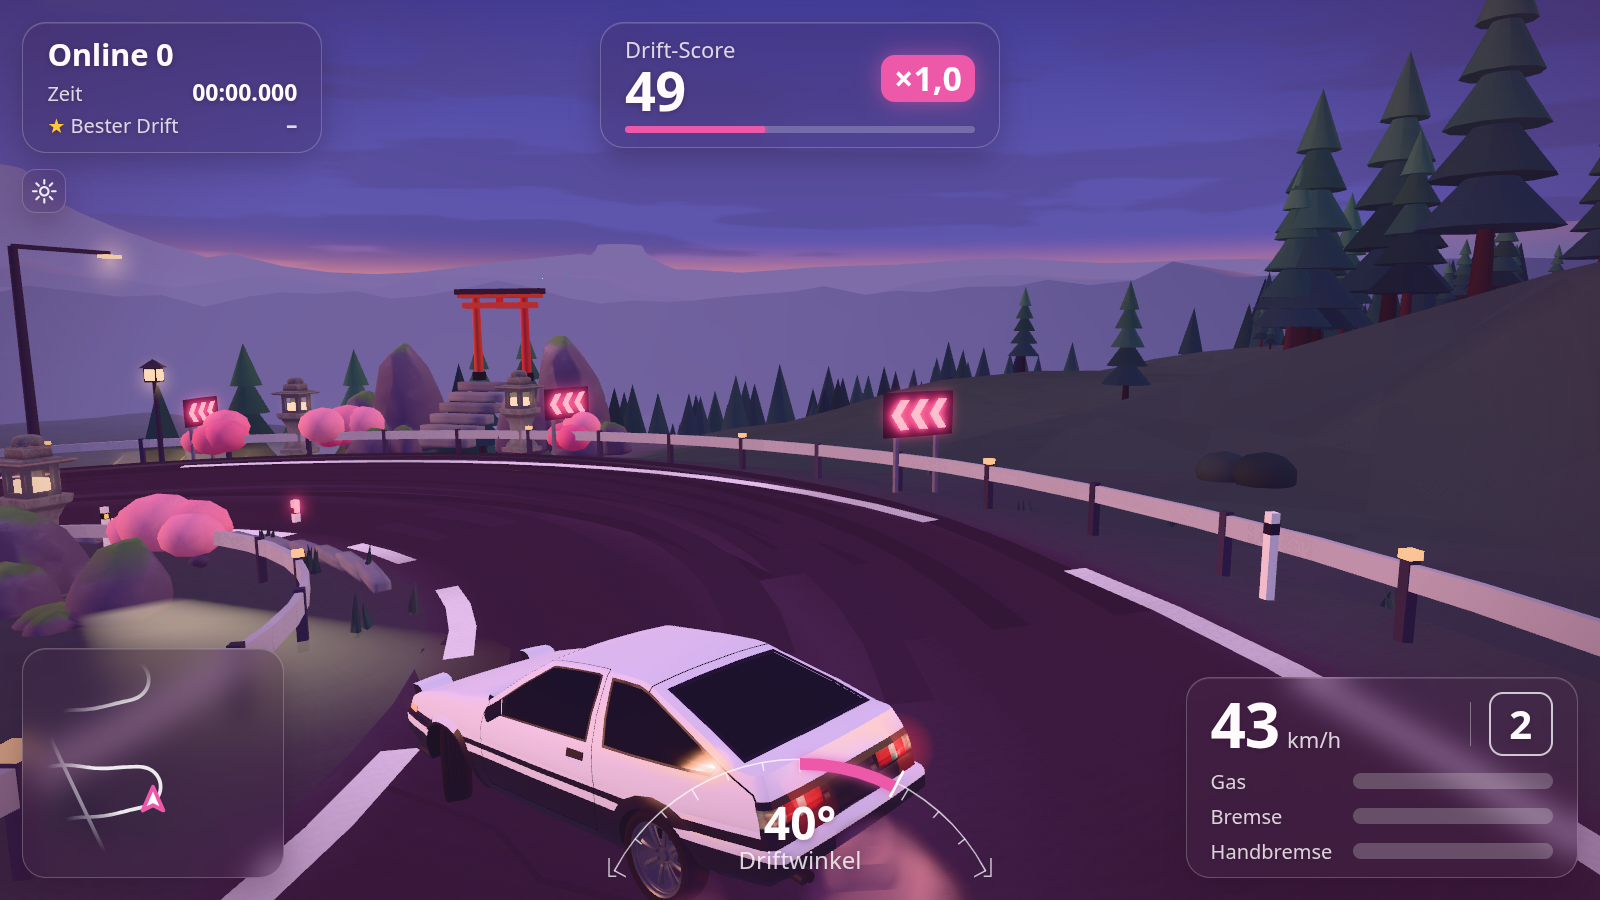 Online 0
Zeit 00:00.000
★ Bester Drift –
Drift-Score
49
×1,0
40°
Driftwinkel
43 km/h
2
Gas
Bremse
Handbremse